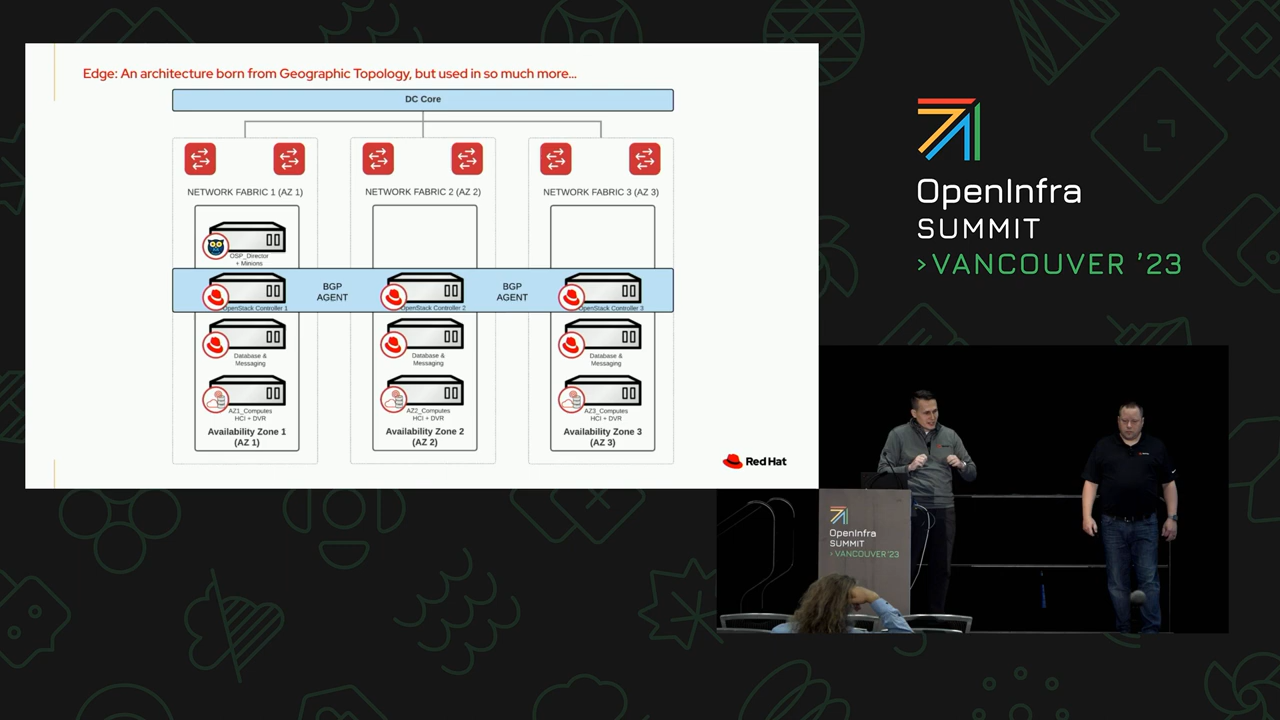 Edge: An architecture born from Geographic Topology, but used in so much more...
DC Core
NETWORK FABRIC 1 (AZ 1)
NETWORK FABRIC 2 (AZ 2)
NETWORK FABRIC 3 (AZ 3)
OSP_Director
+ Minions
BGP
AGENT
BGP
AGENT
OpenStack Controller 1
OpenStack Controller 2
OpenStack Controller 3
Database &
Messaging
Database &
Messaging
Database &
Messaging
AZ1_Computes
HCI + DVR
AZ2_Computes
HCI + DVR
AZ3_Computes
HCI + DVR
Availability Zone 1
(AZ 1)
Availability Zone 2
(AZ 2)
Availability Zone 3
(AZ 3)
Red Hat
OpenInfra
SUMMIT
>VANCOUVER '23
OpenInfra
SUMMIT
>VANCOUVER '23